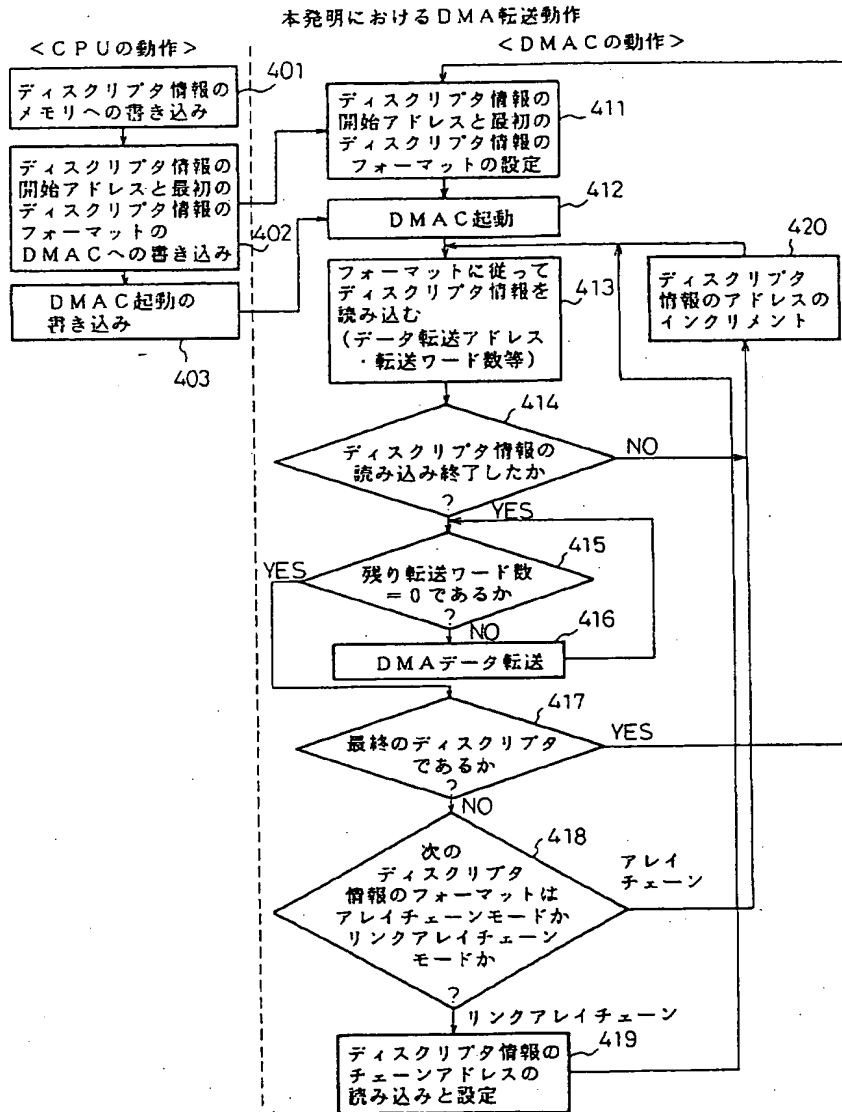 本発明におけるDMA転送動作
<CPUの動作>
401
ディスクリプタ情報の
メモリへの書き込み
ディスクリプタ情報の
開始アドレスと最初の
ディスクリプタ情報の
フォーマットの
DMACへの書き込み
402
DMAC起動の
書き込み
403
<DMACの動作>
ディスクリプタ情報の
開始アドレスと最初の
ディスクリプタ情報の
フォーマットの設定
411
DMAC起動
412
フォーマットに従って
ディスクリプタ情報を
読み込む
(データ転送アドレス
・転送ワード数等)
413
420
ディスクリプタ
情報のアドレスの
インクリメント
414
ディスクリプタ情報の
読み込み終了したか
?
NO
YES
415
残り転送ワード数
=0であるか
?
YES
NO
416
DMAデータ転送
417
最終のディスクリプタ
であるか
?
YES
NO
418
次の
ディスクリプタ
情報のフォーマットは
アレイチェーンモードか
リンクアレイチェーン
モードか
?
アレイ
チェーン
リンクアレイチェーン
419
ディスクリプタ情報の
チェーンアドレスの
読み込みと設定